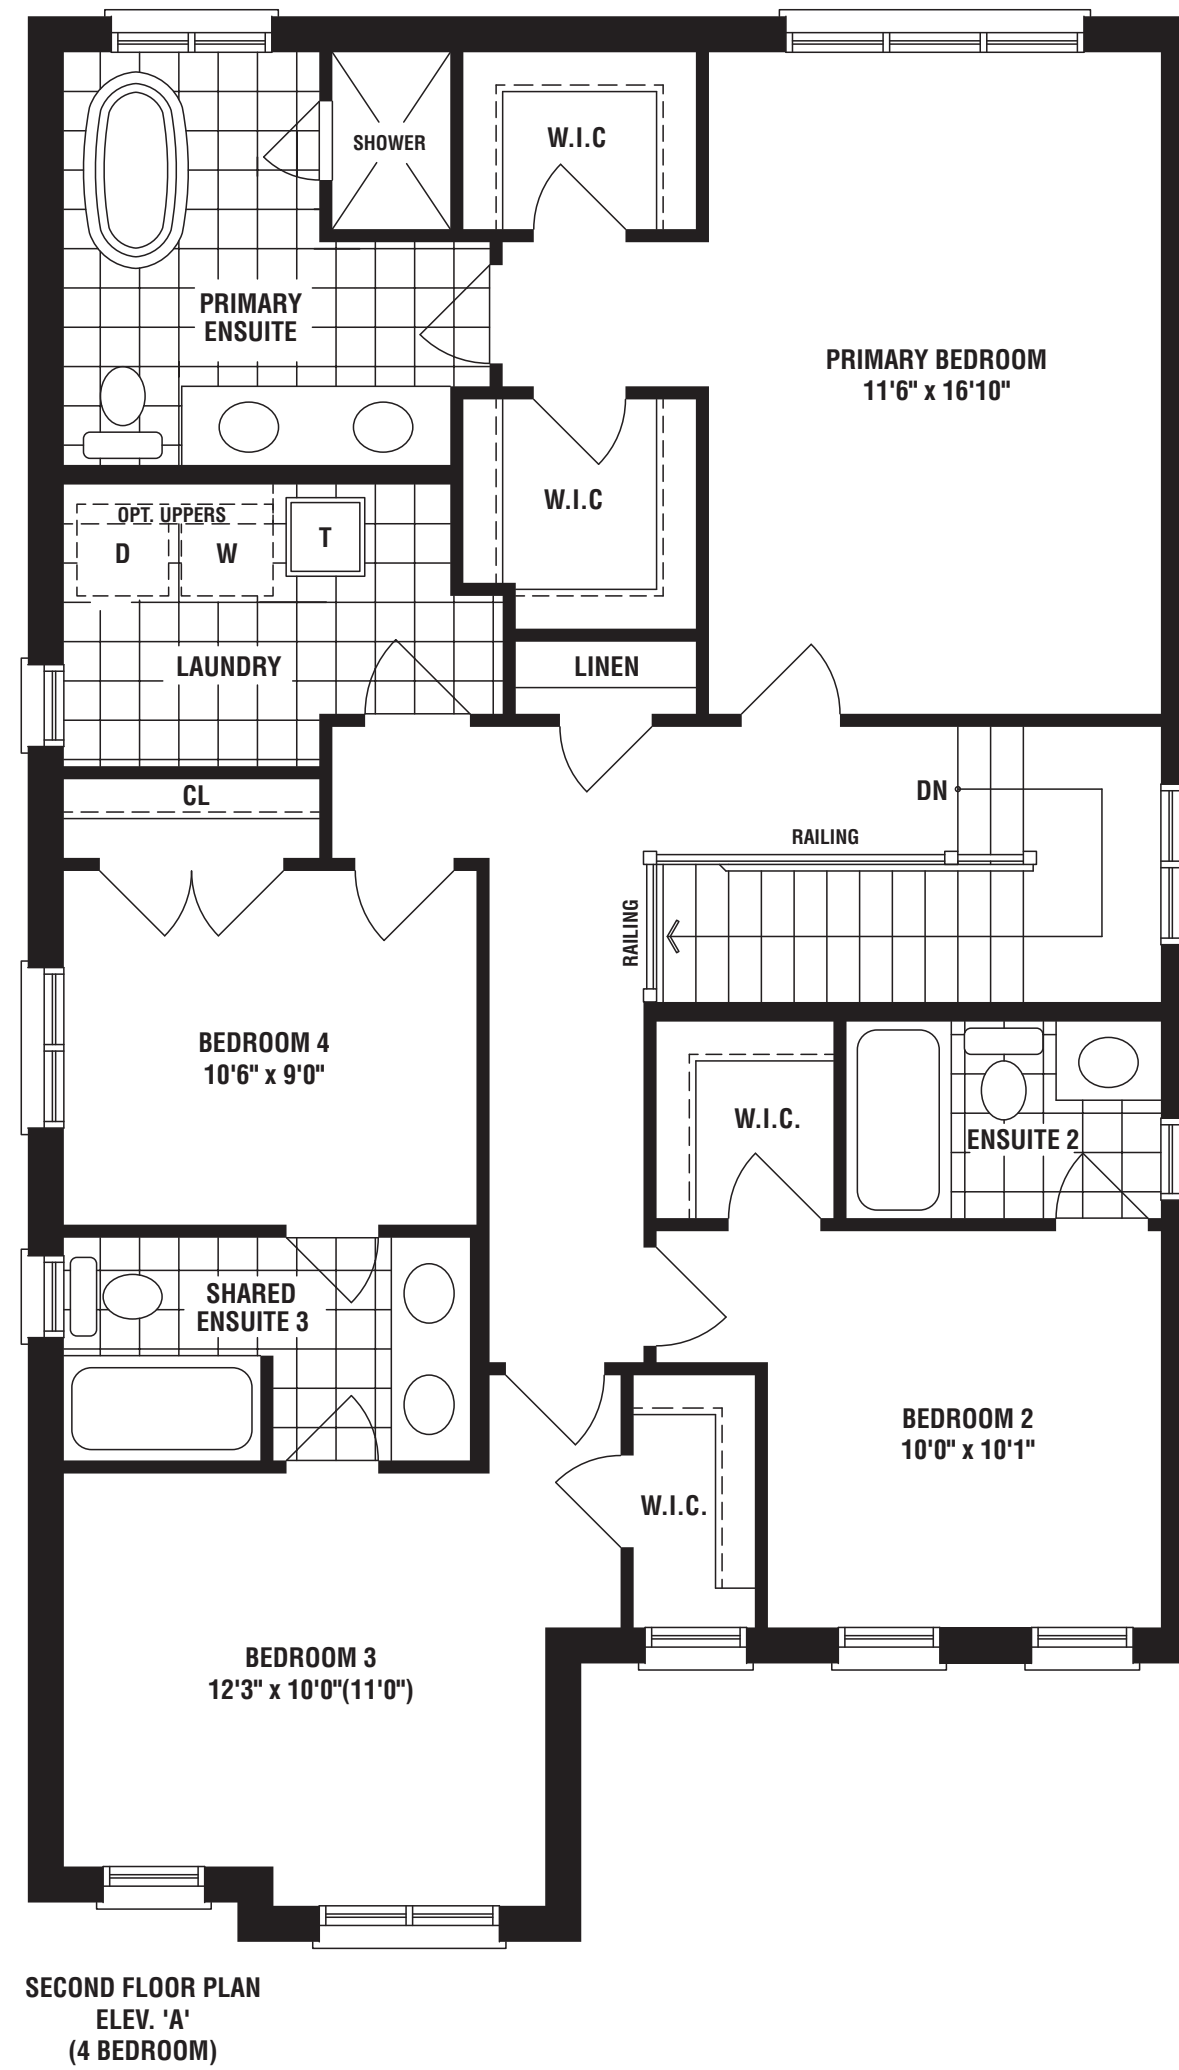 SHOWER
W.I.C
PRIMARY
ENSUITE
PRIMARY BEDROOM
11'6" x 16'10"
W.I.C
OPT. UPPERS
D
W
T
LAUNDRY
LINEN
CL
DN
RAILING
RAILING
BEDROOM 4
10'6" x 9'0"
W.I.C.
ENSUITE 2
SHARED
ENSUITE 3
BEDROOM 2
10'0" x 10'1"
W.I.C.
BEDROOM 3
12'3" x 10'0"(11'0")
SECOND FLOOR PLAN
ELEV. 'A'
(4 BEDROOM)